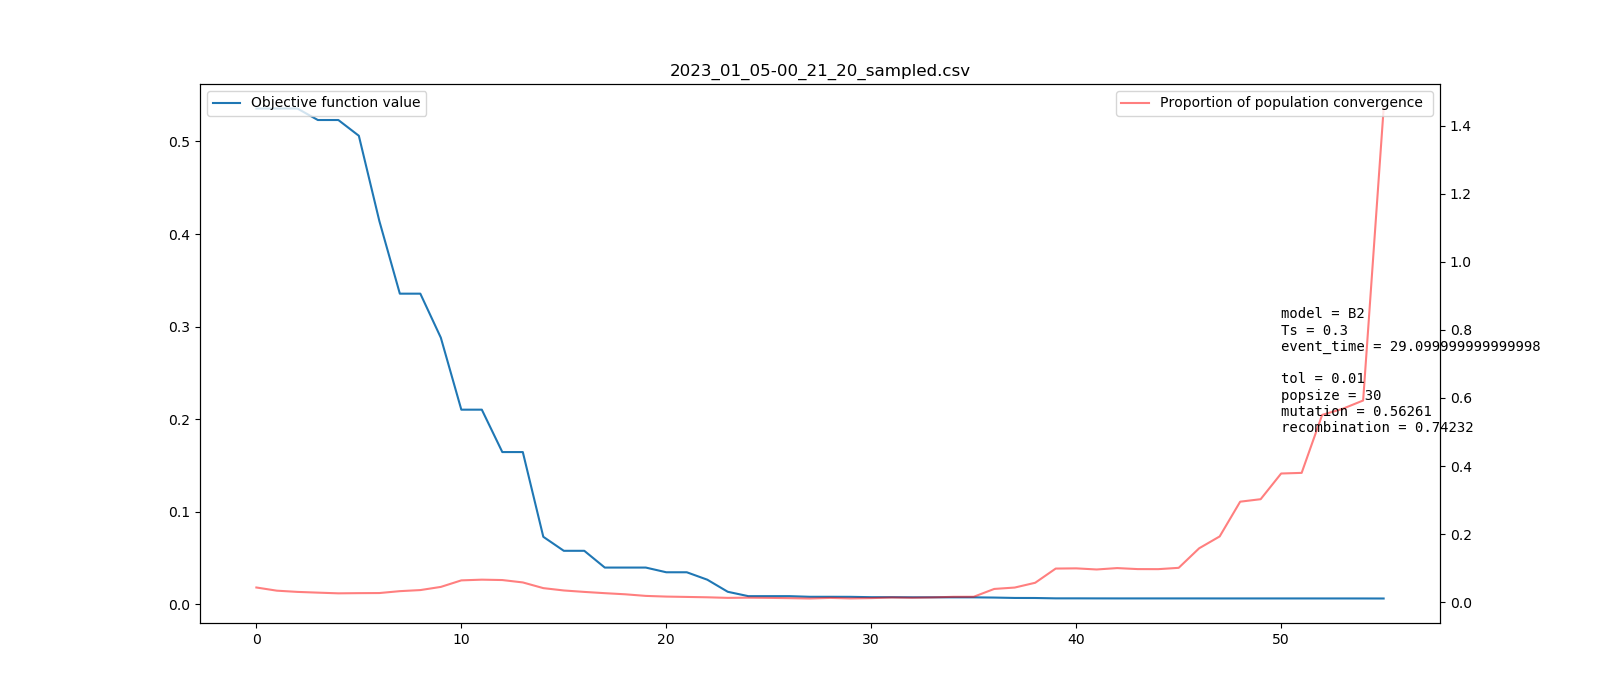 2023_01_05-00_21_20_sampled.csv
Objective function value
Proportion of population convergence
0.5
0.4
0.3
0.2
0.1
0.0
1.4
1.2
1.0
0.8
0.6
0.4
0.2
0.0
model = B2
Ts = 0.3
event_time = 29.099999999999998
tol = 0.01
popsize = 30
mutation = 0.56261
recombination = 0.74232
0
10
20
30
40
50